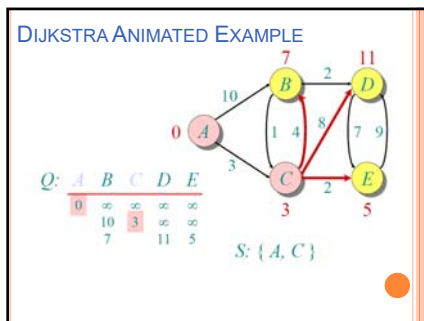 DIJKSTRA ANIMATED EXAMPLE
7 11
B 2 D
10
0 A 1 4 8 7 9
3
C 2 E
3 5
Q: A B C D E
0 ∞ ∞ ∞ ∞
10 3 ∞ ∞
7 11 5
S: { A, C }